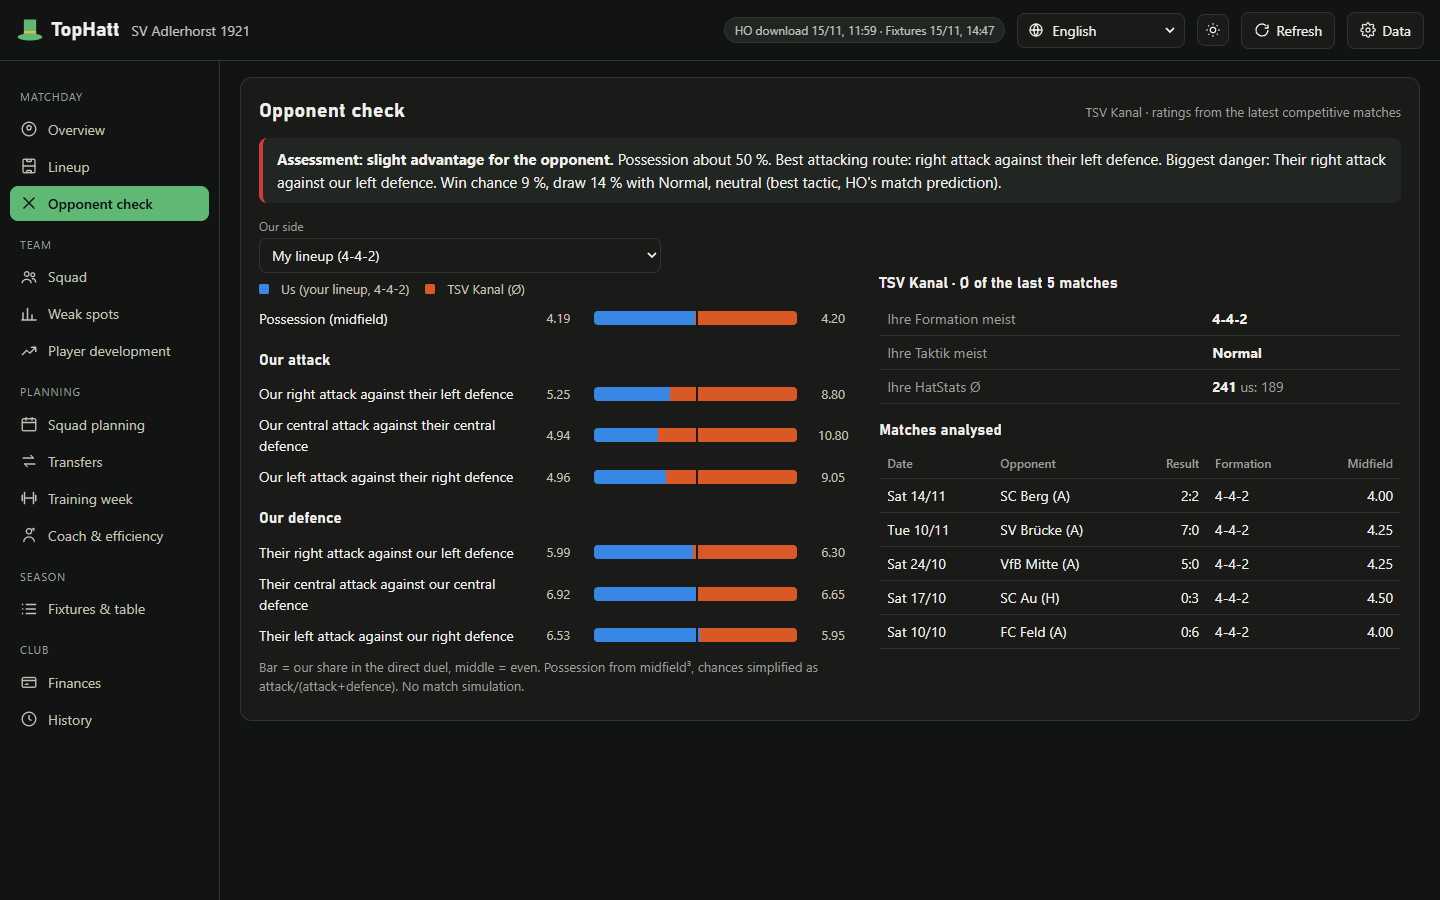 TopHatt SV Adlerhorst 1921
HO download 15/11, 11:59 · Fixtures 15/11, 14:47
English
Refresh
Data
MATCHDAY
Overview
Lineup
Opponent check
TEAM
Squad
Weak spots
Player development
PLANNING
Squad planning
Transfers
Training week
Coach & efficiency
SEASON
Fixtures & table
CLUB
Finances
History
Opponent check
TSV Kanal · ratings from the latest competitive matches
Assessment: slight advantage for the opponent. Possession about 50 %. Best attacking route: right attack against their left defence. Biggest danger: Their right attack
against our left defence. Win chance 9 %, draw 14 % with Normal, neutral (best tactic, HO's match prediction).
Our side
My lineup (4-4-2)
Us (your lineup, 4-4-2) TSV Kanal (Ø)
Possession (midfield) 4.19 4.20
Our attack
Our right attack against their left defence 5.25 8.80
Our central attack against their central
defence 4.94 10.80
Our left attack against their right defence 4.96 9.05
Our defence
Their right attack against our left defence 5.99 6.30
Their central attack against our central
defence 6.92 6.65
Their left attack against our right defence 6.53 5.95
Bar = our share in the direct duel, middle = even. Possession from midfield³, chances simplified as
attack/(attack+defence). No match simulation.
TSV Kanal · Ø of the last 5 matches
Ihre Formation meist 4-4-2
Ihre Taktik meist Normal
Ihre HatStats Ø 241 us: 189
Matches analysed
Date Opponent Result Formation Midfield
Sat 14/11 SC Berg (A) 2:2 4-4-2 4.00
Tue 10/11 SV Brücke (A) 7:0 4-4-2 4.25
Sat 24/10 VfB Mitte (A) 5:0 4-4-2 4.25
Sat 17/10 SC Au (H) 0:3 4-4-2 4.50
Sat 10/10 FC Feld (A) 0:6 4-4-2 4.00